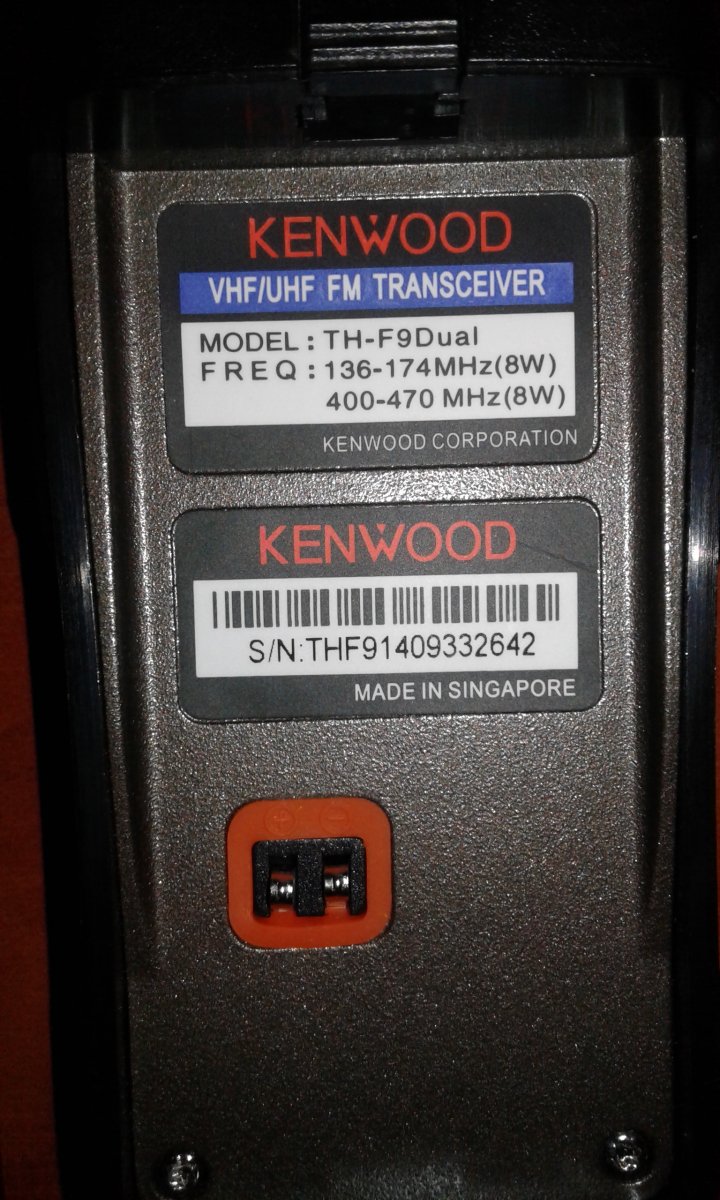 KENWOOD
VHF/UHF FM TRANSCEIVER
MODEL : TH-F9Dual
FREQ : 136-174MHz(8W)
400-470 MHz(8W)
KENWOOD CORPORATION
KENWOOD
S/N:THF91409332642
MADE IN SINGAPORE